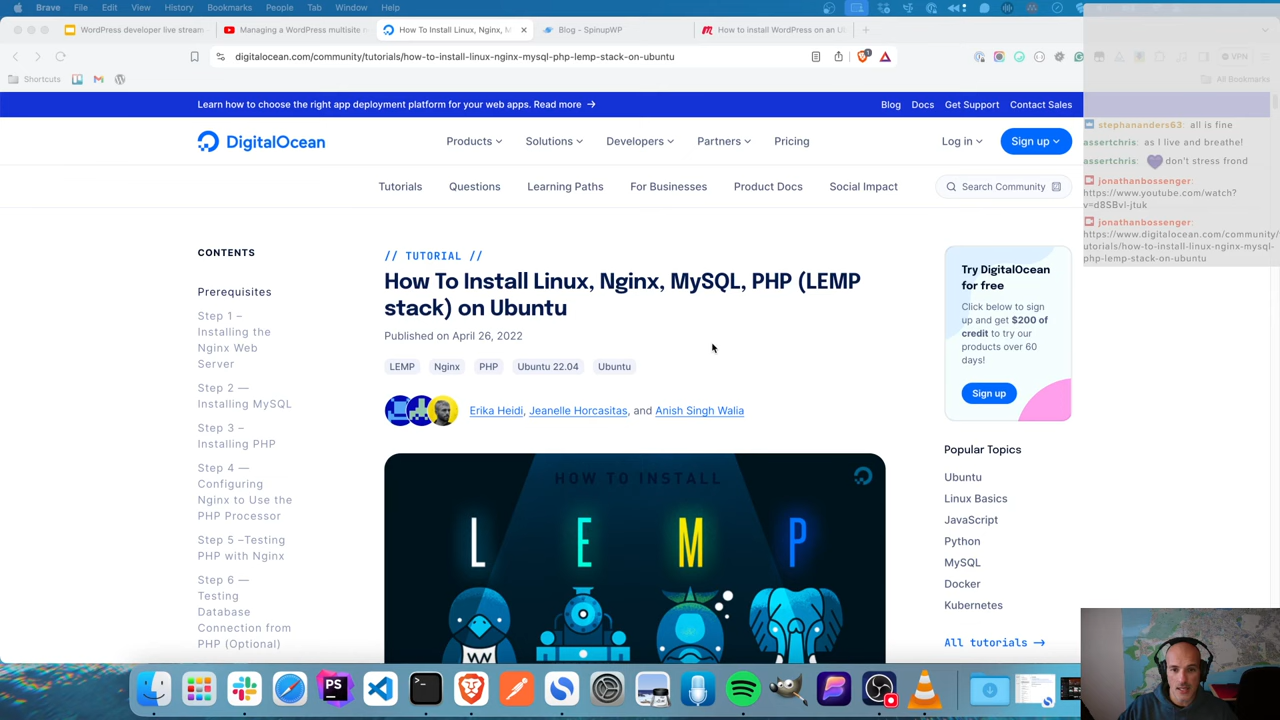 Brave File Edit View History Bookmarks People Tab Window Help
WordPress developer live stream
Managing a WordPress multisite n
How To Install Linux, Nginx, M
Blog - SpinupWP
How to install WordPress on an U
digitalocean.com/community/tutorials/how-to-install-linux-nginx-mysql-php-lemp-stack-on-ubuntu
1
VPN
Shortcuts
All Bookmarks
Learn how to choose the right app deployment platform for your web apps. Read more →
Blog Docs Get Support Contact Sales
DigitalOcean
Products Solutions Developers Partners Pricing
Log in
Sign up
Tutorials Questions Learning Paths For Businesses Product Docs Social Impact
Search Community
stephananders63: all is fine
assertchris: as I live and breathe!
assertchris: don't stress frond
jonathanbossenger:
https://www.youtube.com/watch?
v=d8SBvI-jtuk
jonathanbossenger:
https://www.digitalocean.com/community/
utorials/how-to-install-linux-nginx-mysql-
php-lemp-stack-on-ubuntu
CONTENTS
Prerequisites
Step 1 –
Installing the
Nginx Web
Server
Step 2 —
Installing MySQL
Step 3 –
Installing PHP
Step 4 —
Configuring
Nginx to Use the
PHP Processor
Step 5 –Testing
PHP with Nginx
Step 6 —
Testing
Database
Connection from
PHP (Optional)
// TUTORIAL //
How To Install Linux, Nginx, MySQL, PHP (LEMP
stack) on Ubuntu
Published on April 26, 2022
LEMP Nginx PHP Ubuntu 22.04 Ubuntu
Erika Heidi, Jeanelle Horcasitas, and Anish Singh Walia
HOW TO INSTALL
L E M P
W
Try DigitalOcean
for free
Click below to sign
up and get $200 of
credit to try our
products over 60
days!
Sign up
Popular Topics
Ubuntu
Linux Basics
JavaScript
Python
MySQL
Docker
Kubernetes
All tutorials →
PS